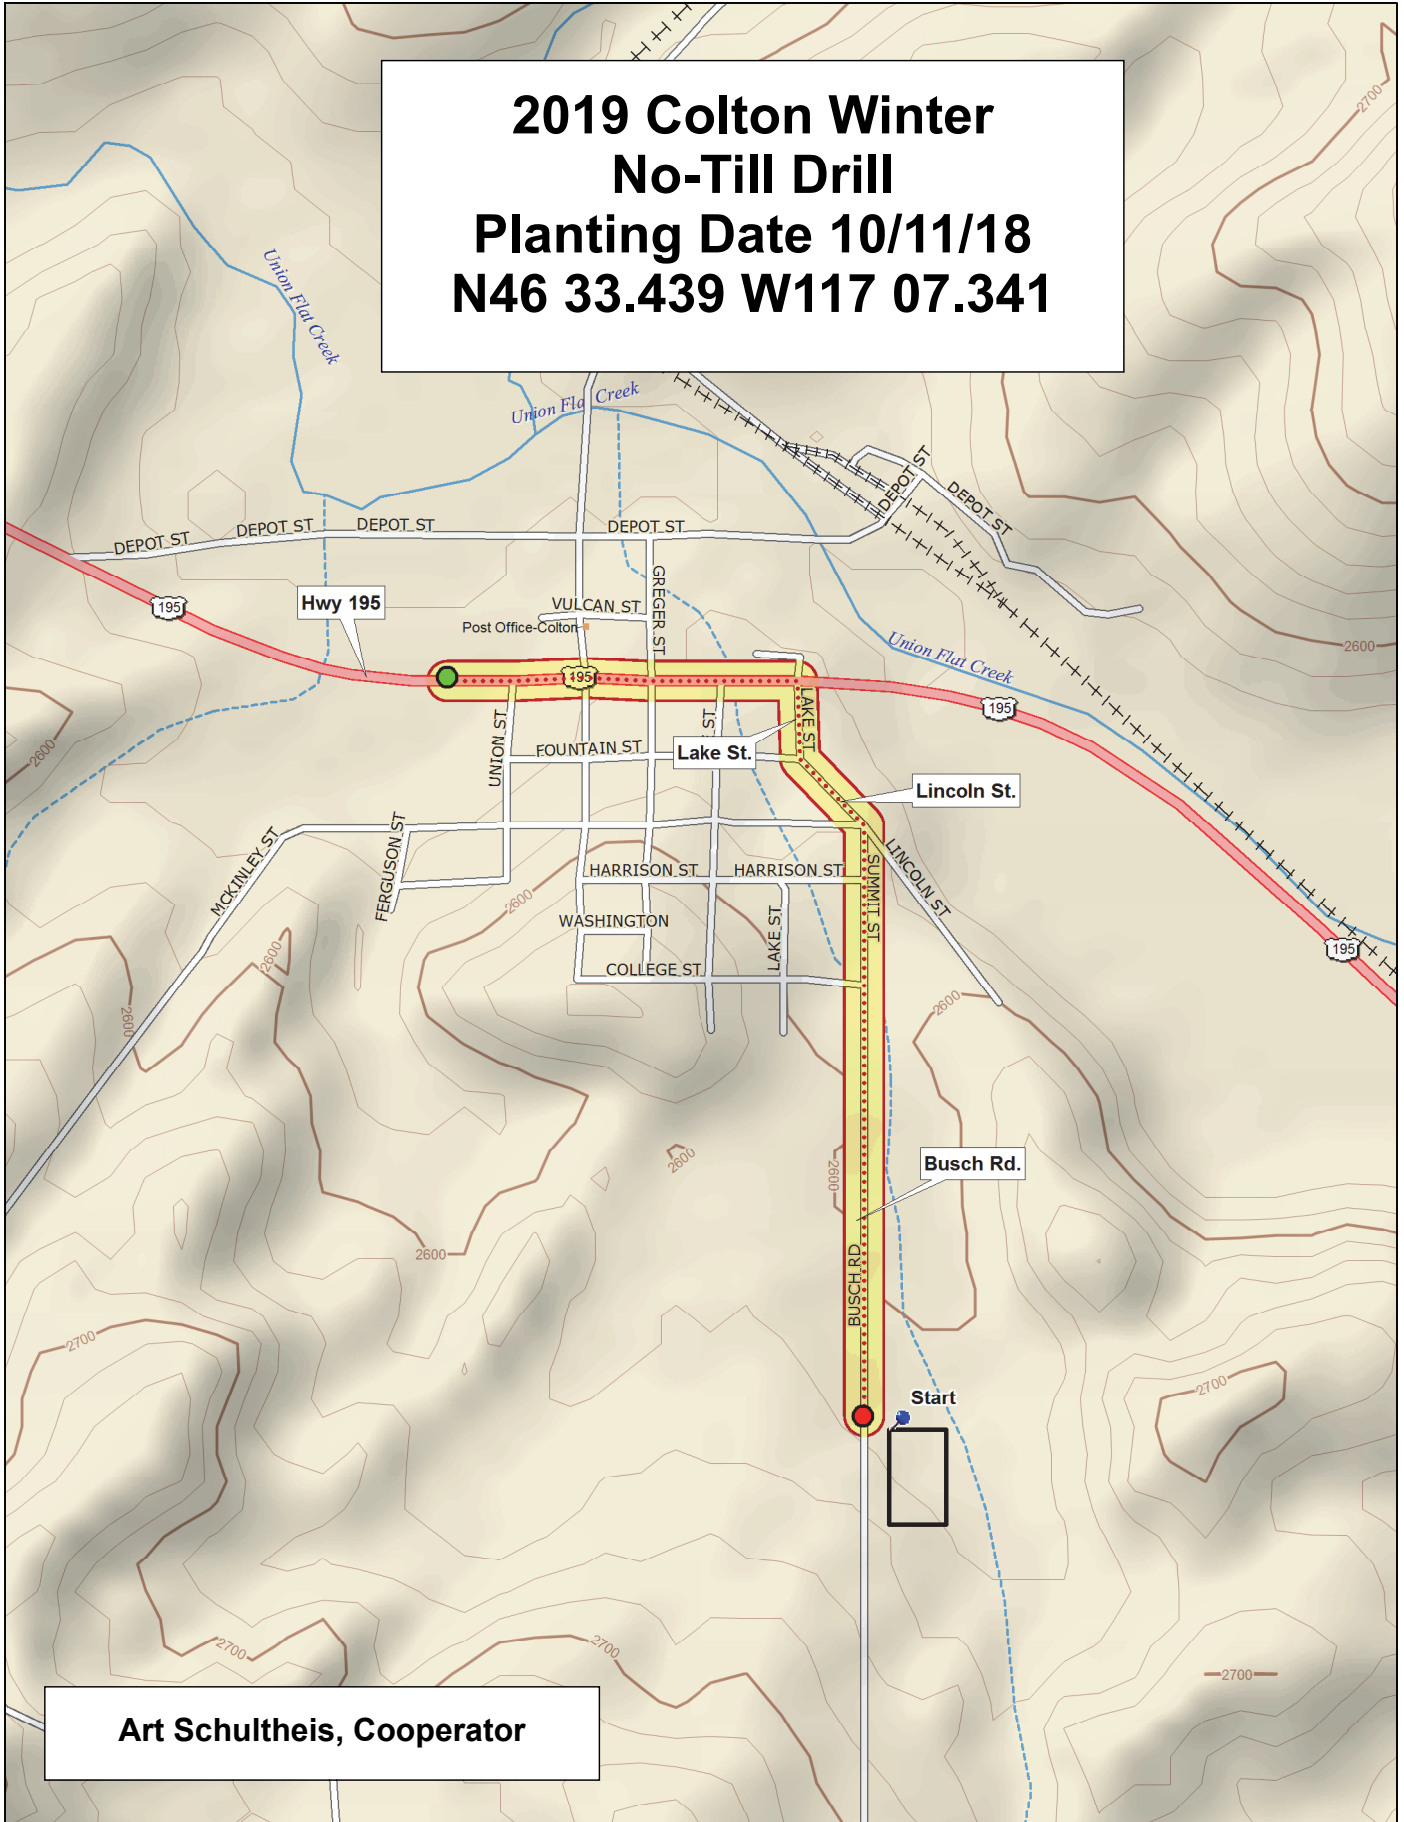 2019 Colton Winter
No-Till Drill
Planting Date 10/11/18
N46 33.439 W117 07.341
2700
Union Flat Creek
Union Fla Creek
DEPOT ST
DEPOT ST
DEPOT ST
DEPOT ST
DEPOT ST
DEPOT ST
Hwy 195
195
VULCAN ST
GREGER ST
Post Office-Colton
Union Flat Creek
2600
195
195
2600
UNION ST
FOUNTAIN ST
ST
Lake St.
LAKE ST
Lincoln St.
MCKINLEY ST
FERGUSON ST
HARRISON ST
HARRISON ST
SUMMIT ST
LINCOLN ST
2600
WASHINGTON
LAKE ST
COLLEGE ST
195
2600
2600
2600
2600
2600
Busch Rd.
2600
BUSCH RD
2700
2700
Start
2700
2700
2700
Art Schultheis, Cooperator